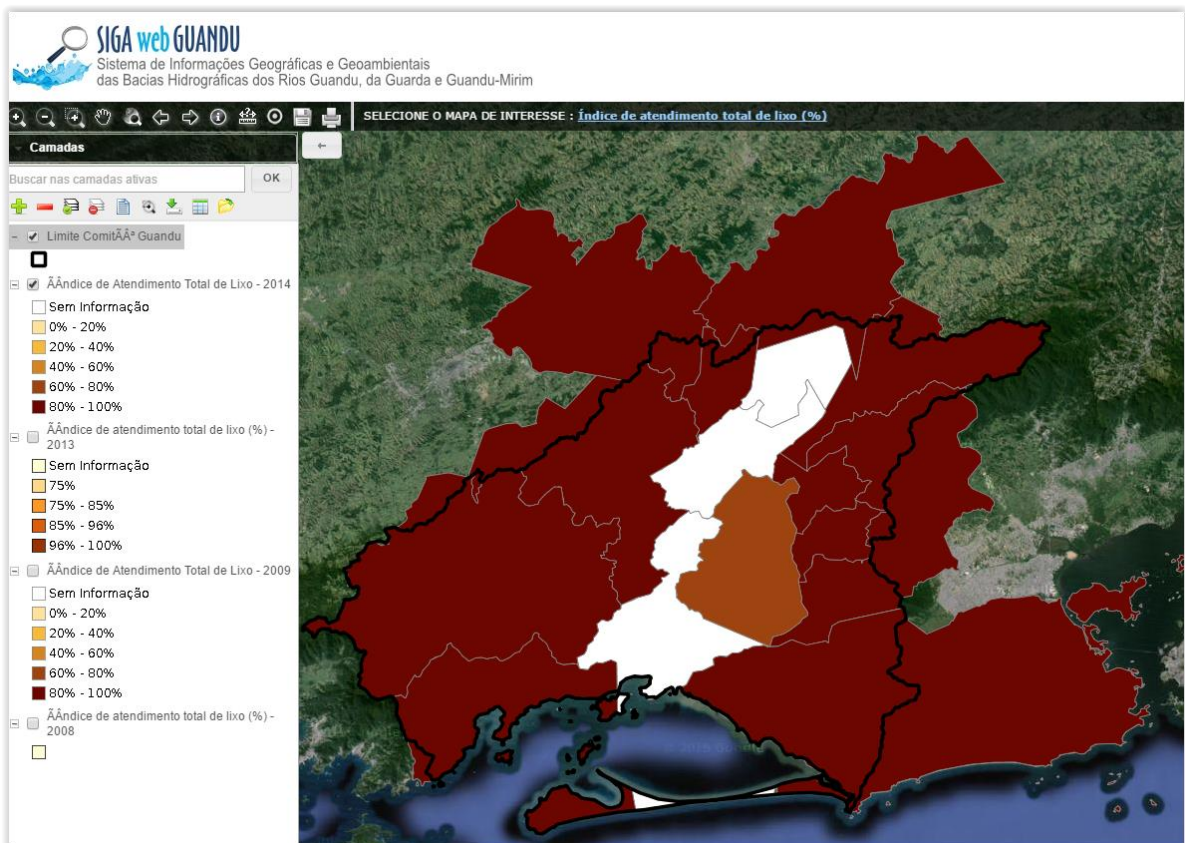 SIGA web GUANDU
Sistema de Informações Geográficas e Geoambientais
das Bacias Hidrográficas dos Rios Guandu, da Guarda e Guandu-Mirim
SELECIONE O MAPA DE INTERESSE : Índice de atendimento total de lixo (%)
Camadas
Buscar nas camadas ativas
OK
Limite ComitÃÂª Guandu
ÃÂndice de Atendimento Total de Lixo - 2014
Sem Informação
0% - 20%
20% - 40%
40% - 60%
60% - 80%
80% - 100%
ÃÂndice de atendimento total de lixo (%) -
2013
Sem Informação
75%
75% - 85%
85% - 96%
96% - 100%
ÃÂndice de Atendimento Total de Lixo - 2009
Sem Informação
0% - 20%
20% - 40%
40% - 60%
60% - 80%
80% - 100%
ÃÂndice de atendimento total de lixo (%) -
2008